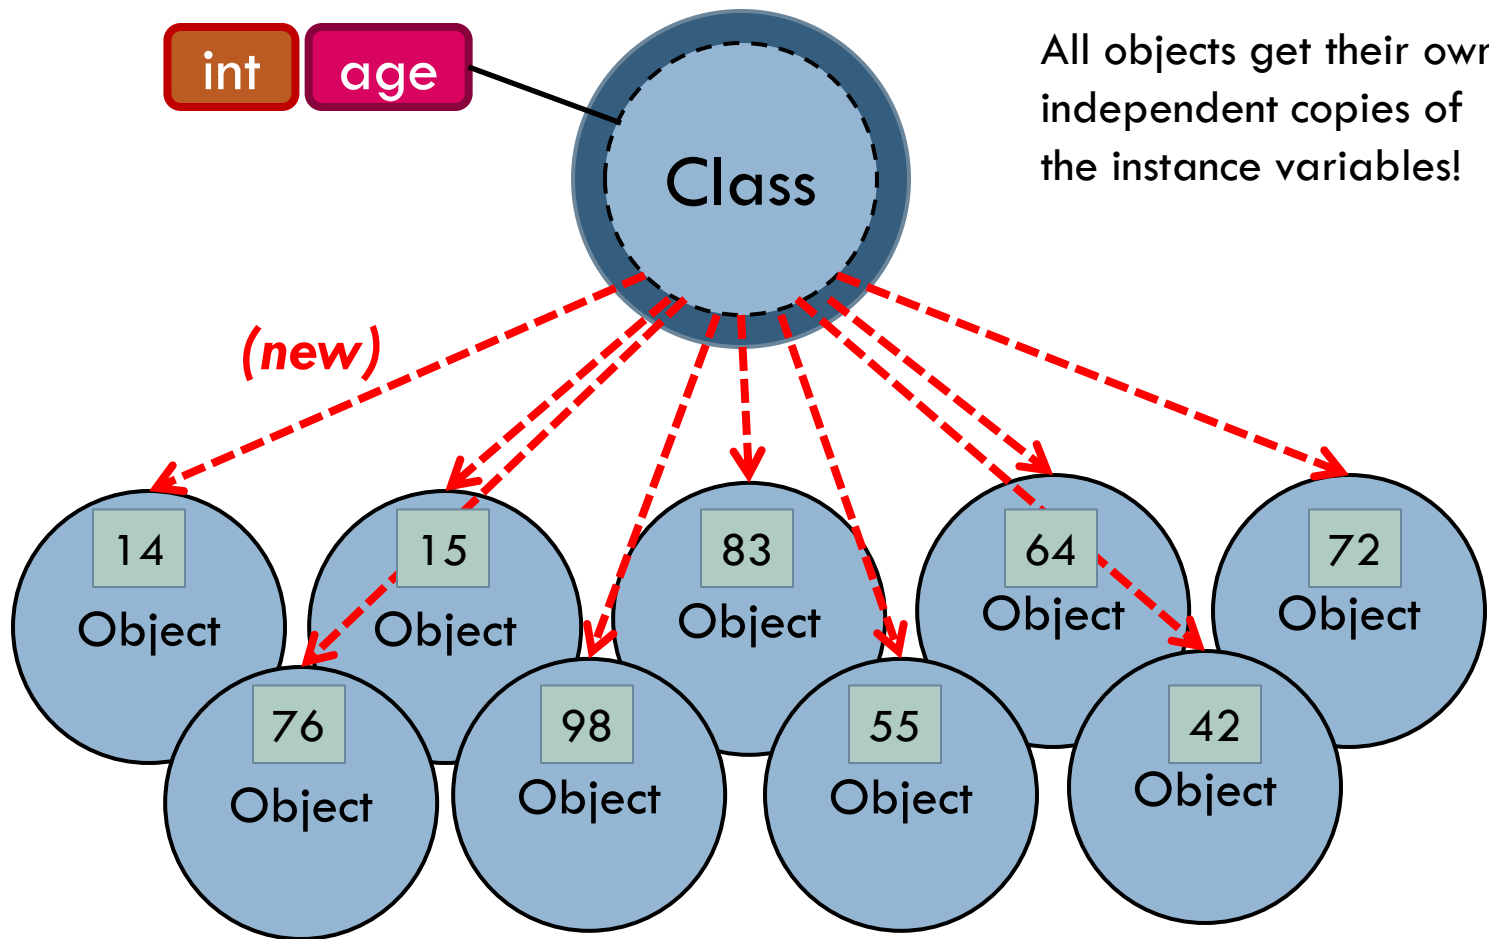 int age
All objects get their own
independent copies of
the instance variables!
Class
(new)
14
Object
15
Object
83
Object
64
Object
72
Object
76
Object
98
Object
55
Object
42
Object